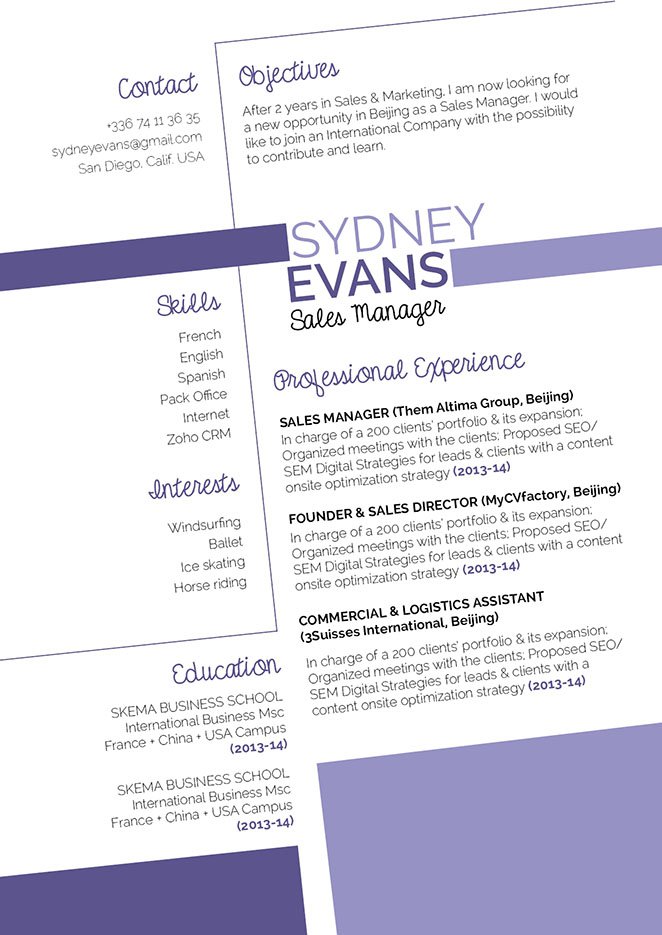 Contact
+336 74 11 36 35
sydneyevans@gmail.com
San Diego, Calif. USA
Objectives
After 2 years in Sales & Marketing, I am now looking for
a new opportunity in Beijing as a Sales Manager. I would
like to join an International Company with the possibility
to contribute and learn.
SYDNEY
EVANS
Sales Manager
Skills
French
English
Spanish
Pack Office
Internet
Zoho CRM
Interests
Windsurfing
Ballet
Ice skating
Horse riding
Education
SKEMA BUSINESS SCHOOL
International Business Msc
France + China + USA Campus
(2013-14)
SKEMA BUSINESS SCHOOL
International Business Msc
France + China + USA Campus
(2013-14)
Professional Experience
SALES MANAGER (Them Altima Group, Beijing)
In charge of a 200 clients' portfolio & its expansion;
Organized meetings with the clients; Proposed SEO/
SEM Digital Strategies for leads & clients with a content
onsite optimization strategy (2013-14)
FOUNDER & SALES DIRECTOR (MyCVfactory, Beijing)
In charge of a 200 clients' portfolio & its expansion;
Organized meetings with the clients; Proposed SEO/
SEM Digital Strategies for leads & clients with a content
onsite optimization strategy (2013-14)
COMMERCIAL & LOGISTICS ASSISTANT
(3Suisses International, Beijing)
In charge of a 200 clients' portfolio & its expansion;
Organized meetings with the clients; Proposed SEO/
SEM Digital Strategies for leads & clients with a
content onsite optimization strategy (2013-14)